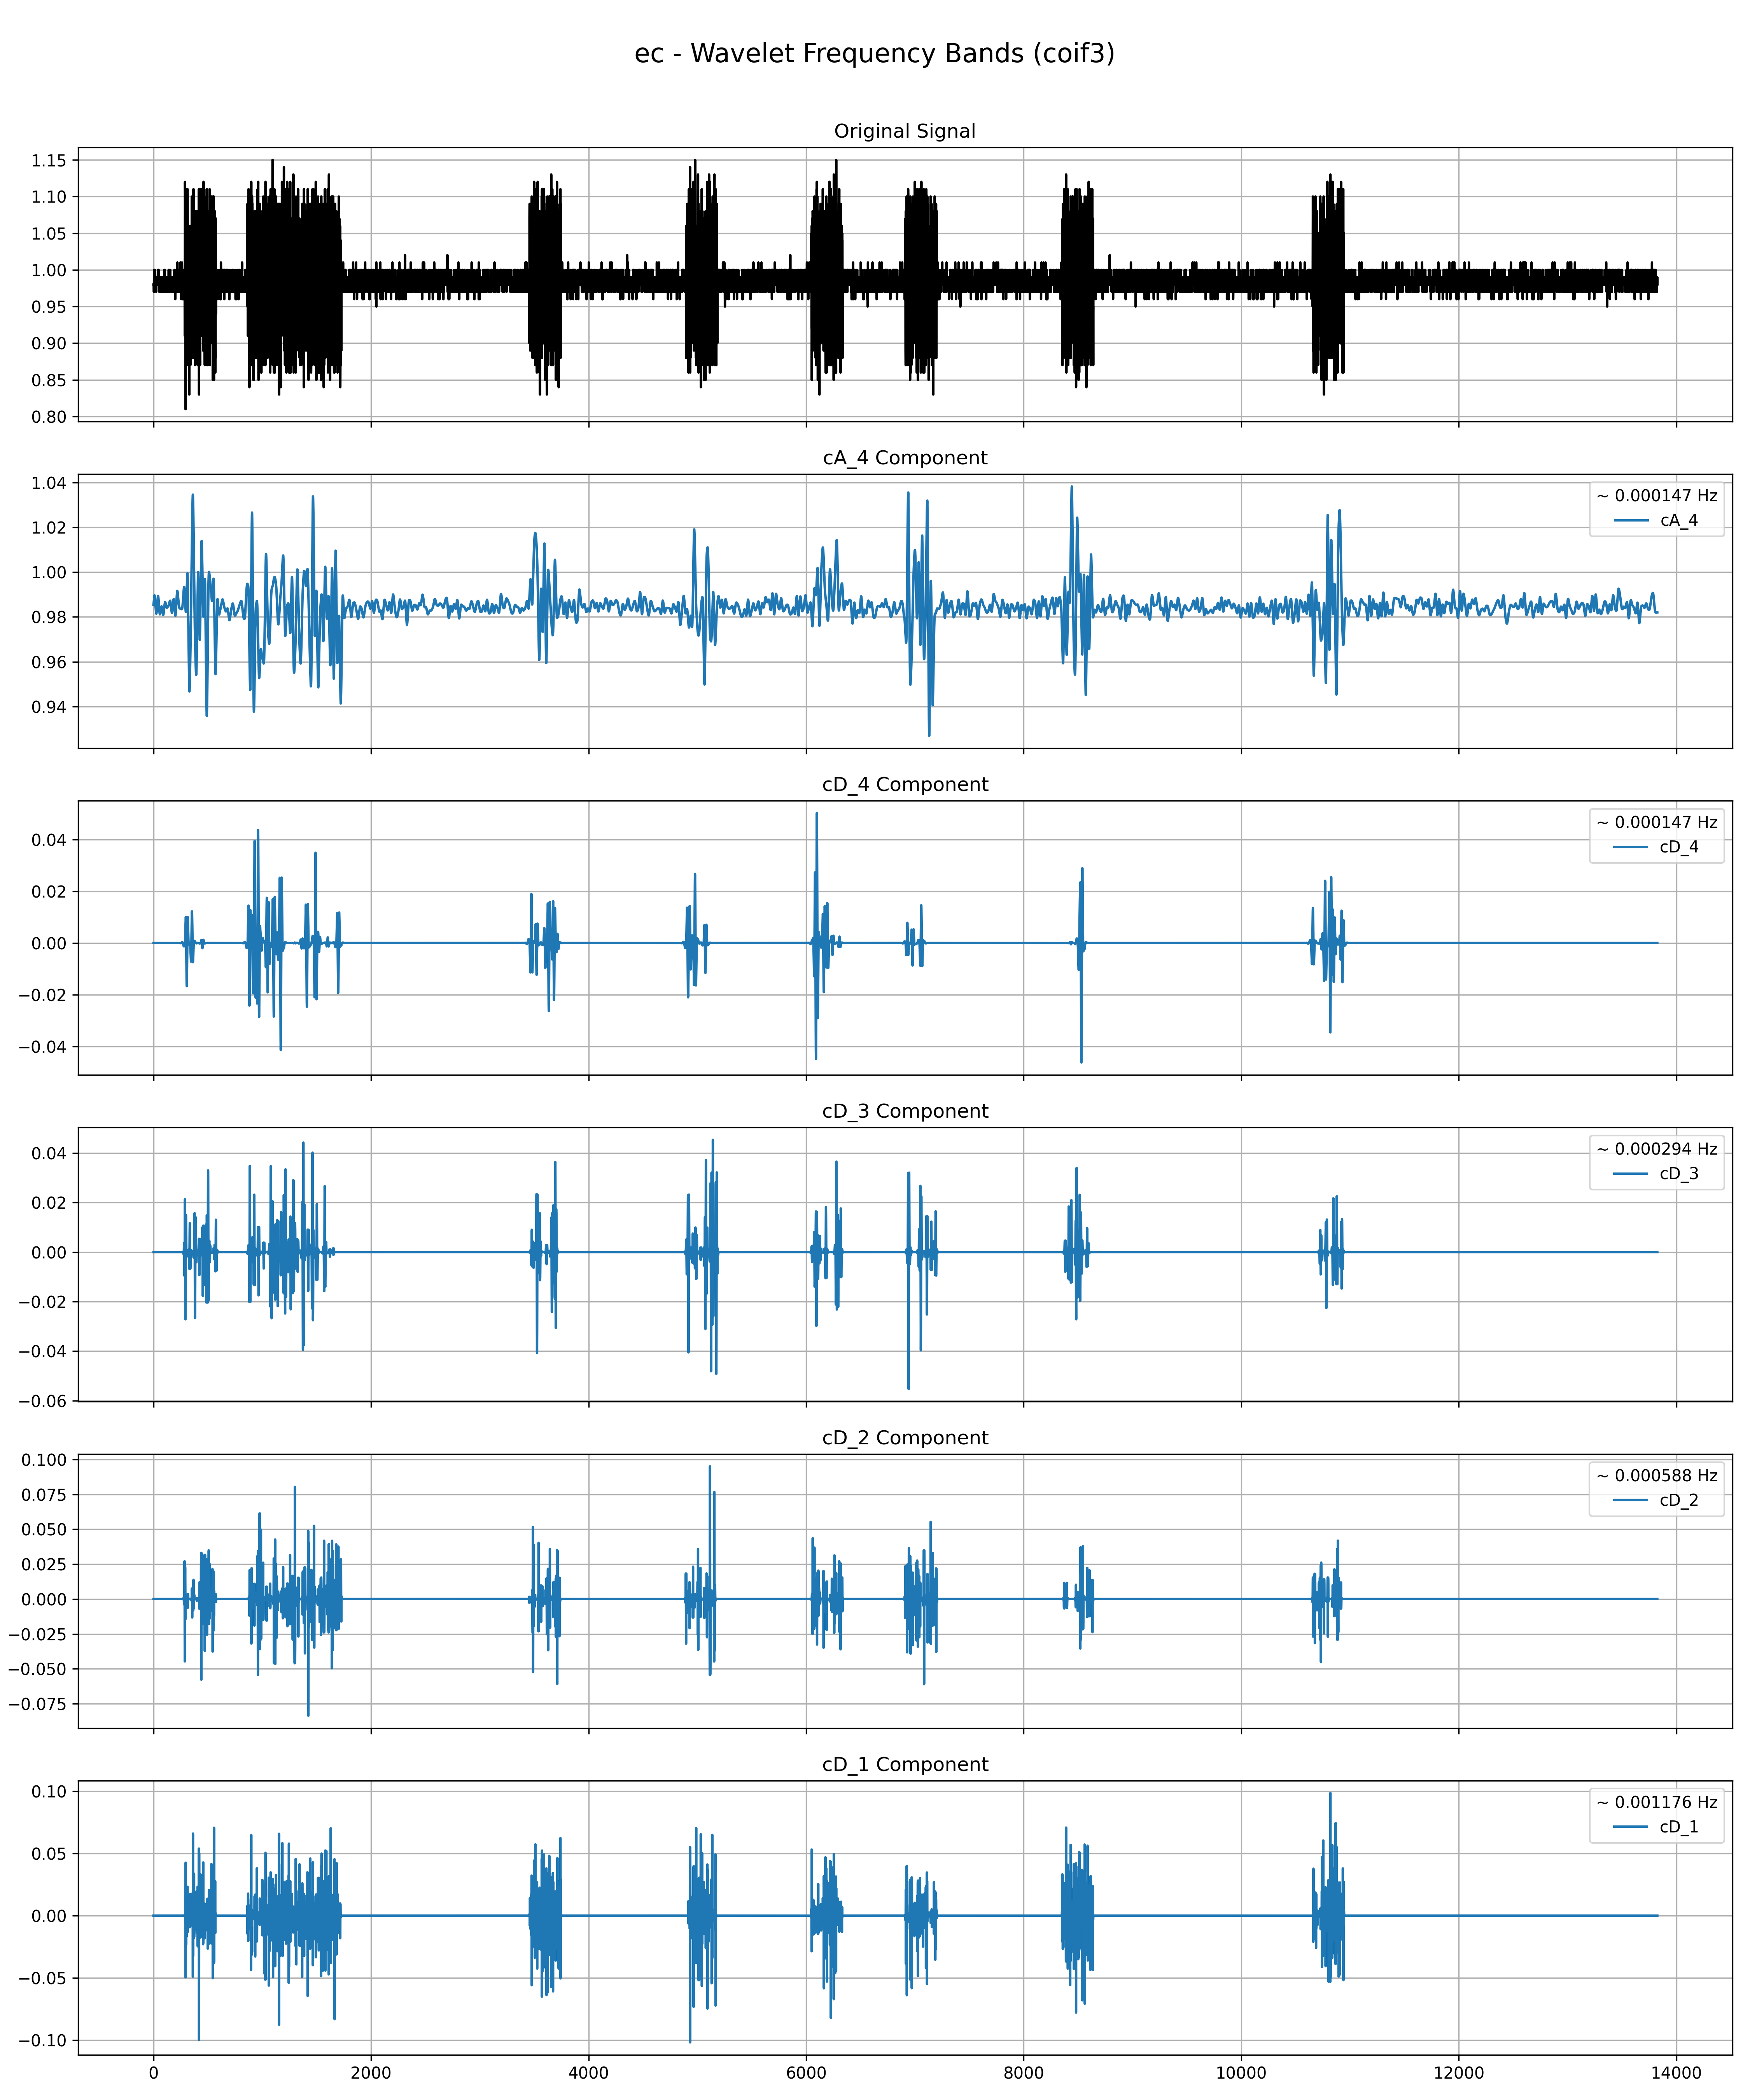 ec - Wavelet Frequency Bands (coif3)
Original Signal
1.15
1.10
1.05
1.00
0.95
0.90
0.85
0.80
cA_4 Component
1.04
1.02
1.00
0.98
0.96
0.94
~ 0.000147 Hz
cA_4
cD_4 Component
0.04
0.02
0.00
−0.02
−0.04
~ 0.000147 Hz
cD_4
cD_3 Component
0.04
0.02
0.00
−0.02
−0.04
−0.06
~ 0.000294 Hz
cD_3
cD_2 Component
0.100
0.075
0.050
0.025
0.000
−0.025
−0.050
−0.075
~ 0.000588 Hz
cD_2
cD_1 Component
0.10
0.05
0.00
−0.05
−0.10
~ 0.001176 Hz
cD_1
0 2000 4000 6000 8000 10000 12000 14000